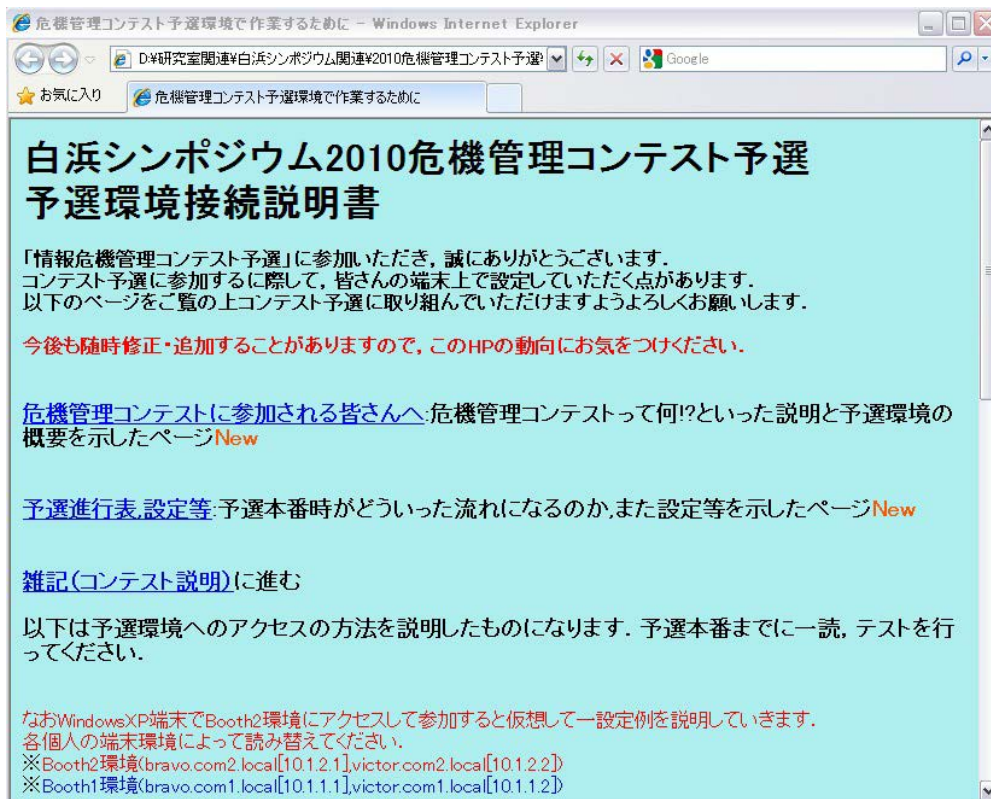 危機管理コンテスト予選環境で作業するために - Windows Internet Explorer
D:¥研究室関連¥白浜シンポジウム関連¥2010危機管理コンテスト予選
Google
お気に入り
危機管理コンテスト予選環境で作業するために
白浜シンポジウム2010危機管理コンテスト予選
予選環境接続説明書
「情報危機管理コンテスト予選」に参加いただき，誠にありがとうございます．
コンテスト予選に参加するに際して，皆さんの端末上で設定していただく点があります．
以下のページをご覧の上コンテスト予選に取り組んでいただけますようよろしくお願いします．
今後も随時修正・追加することがありますので，このHPの動向にお気をつけください．
危機管理コンテストに参加される皆さんへ:危機管理コンテストって何!?といった説明と予選環境の
概要を示したページNew
予選進行表,設定等:予選本番時がどういった流れになるのか,また設定等を示したページNew
雑記(コンテスト説明)に進む
以下は予選環境へのアクセスの方法を説明したものになります．予選本番までに一読，テストを行
ってください．
なおWindowsXP端末でBooth2環境にアクセスして参加すると仮想して一設定例を説明していきます．
各個人の端末環境によって読み替えてください．
※Booth2環境(bravo.com2.local[10.1.2.1],victor.com2.local[10.1.2.2])
※Booth1環境(bravo.com1.local[10.1.1.1],victor.com1.local[10.1.1.2])